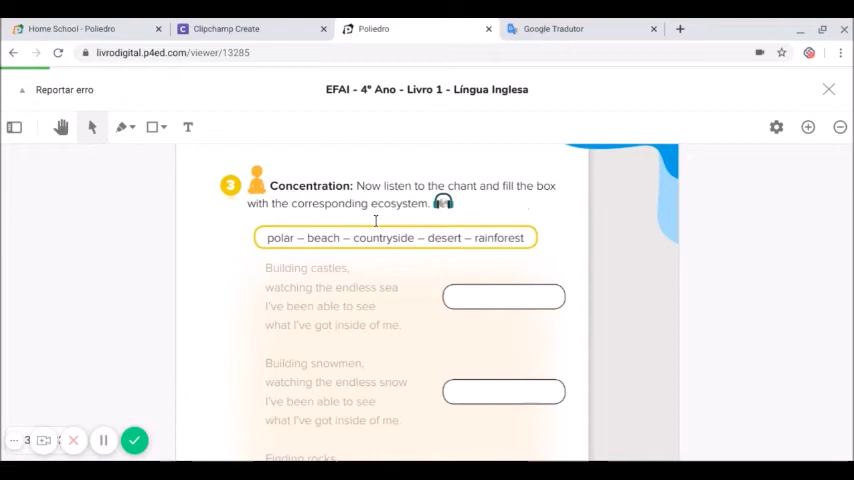 Home School - Poliedro
Clipchamp Create
Poliedro
Google Tradutor
livrodigital.p4ed.com/viewer/13285
Reportar erro
EFAI - 4º Ano - Livro 1 - Língua Inglesa
T
3 Concentration: Now listen to the chant and fill the box
with the corresponding ecosystem.
polar – beach – countryside – desert – rainforest
Building castles,
watching the endless sea
I've been able to see
what I've got inside of me.
Building snowmen,
watching the endless snow
I've been able to see
what I've got inside of me.
Finding rocks